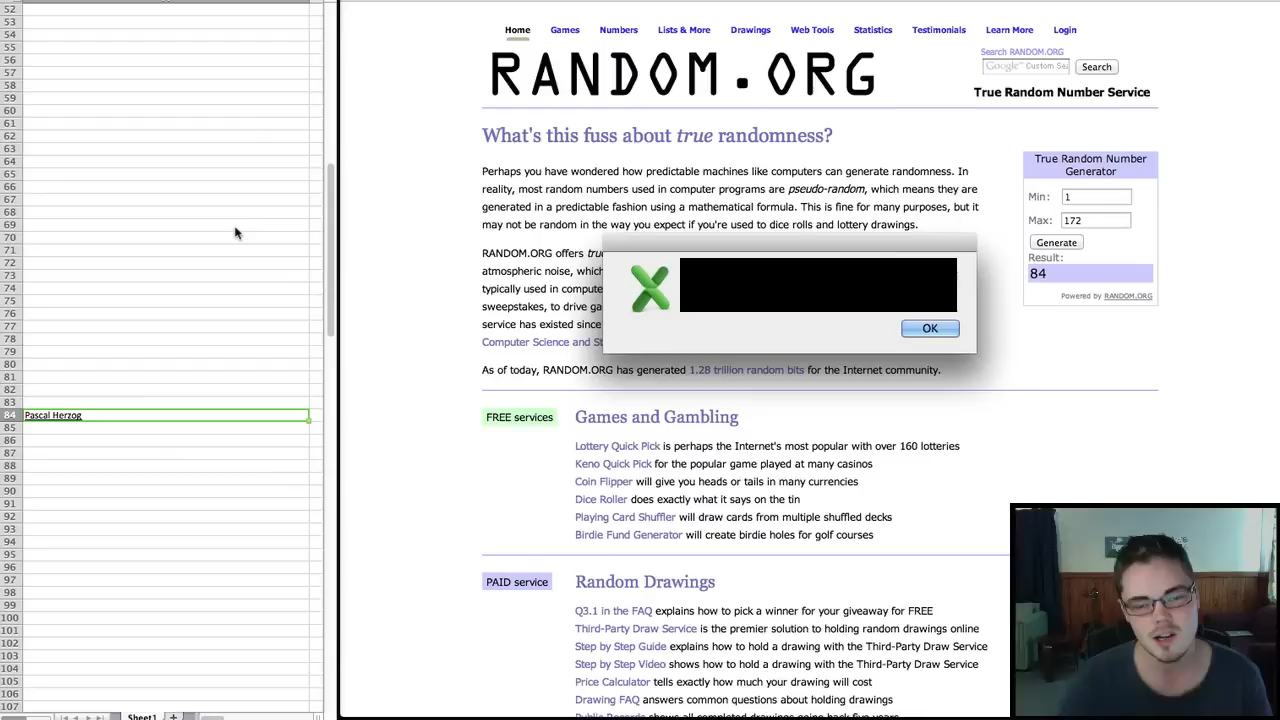 52
53
54
55
56
57
58
59
60
61
62
63
64
65
66
67
68
69
70
71
72
73
74
75
76
77
78
79
80
81
82
83
84 Pascal Herzog
85
86
87
88
89
90
91
92
93
94
95
96
97
98
99
100
101
102
103
104
105
106
107
Sheet1
Home Games Numbers Lists & More Drawings Web Tools Statistics Testimonials Learn More Login
RANDOM.ORG
Search RANDOM.ORG
Google™ Custom Sea Search
True Random Number Service
What's this fuss about true randomness?
Perhaps you have wondered how predictable machines like computers can generate randomness. In
reality, most random numbers used in computer programs are pseudo-random, which means they are
generated in a predictable fashion using a mathematical formula. This is fine for many purposes, but it
may not be random in the way you expect if you're used to dice rolls and lottery drawings.
RANDOM.ORG offers
atmospheric noise,
typically used in
sweepstakes, to drive
service has existed since
Computer Science and
As of today, RANDOM.ORG has generated 1.28 trillion random bits for the Internet community.
OK
True Random Number
Generator
Min: 1
Max: 172
Generate
Result:
84
Powered by RANDOM.ORG
FREE services
Games and Gambling
Lottery Quick Pick is perhaps the Internet's most popular with over 160 lotteries
Keno Quick Pick for the popular game played at many casinos
Coin Flipper will give you heads or tails in many currencies
Dice Roller does exactly what it says on the tin
Playing Card Shuffler will draw cards from multiple shuffled decks
Birdie Fund Generator will create birdie holes for golf courses
PAID service
Random Drawings
Q3.1 in the FAQ explains how to pick a winner for your giveaway for FREE
Third-Party Draw Service is the premier solution to holding random drawings online
Step by Step Guide explains how to hold a drawing with the Third-Party Draw Service
Step by Step Video shows how to hold a drawing with the Third-Party Draw Service
Price Calculator tells exactly how much your drawing will cost
Drawing FAQ answers common questions about holding drawings
Public Records shows all completed drawings going back five years